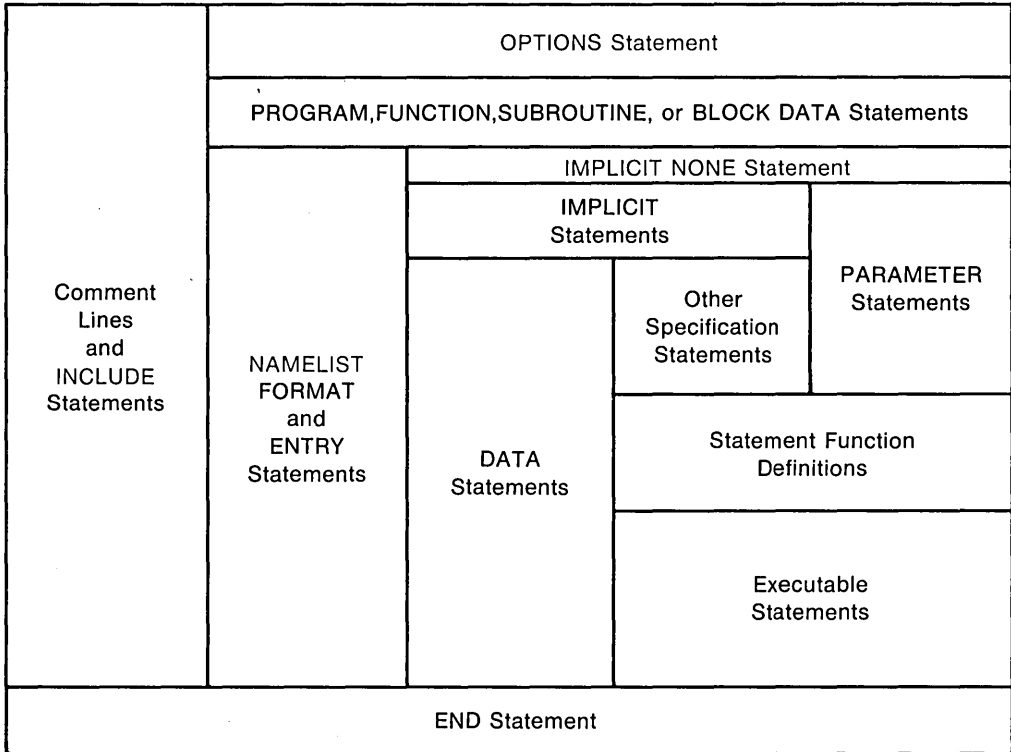 OPTIONS Statement
PROGRAM,FUNCTION,SUBROUTINE, or BLOCK DATA Statements
IMPLICIT NONE Statement
IMPLICIT
Statements
PARAMETER
Statements
Comment
Lines
and
INCLUDE
Statements
NAMELIST
FORMAT
and
ENTRY
Statements
DATA
Statements
Other
Specification
Statements
Statement Function
Definitions
Executable
Statements
END Statement